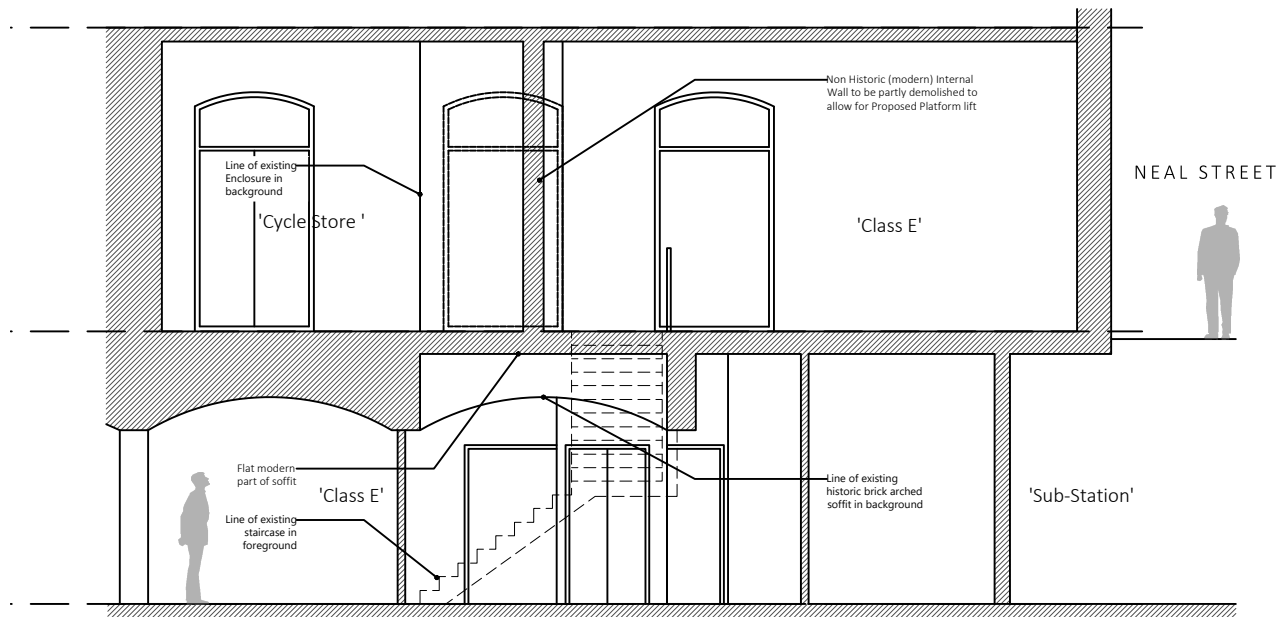 Non Historic (modern) Internal
Wall to be partly demolished to
allow for Proposed Platform lift
Line of existing
Enclosure in
background
NEAL STREET
'Cycle Store '
'Class E'
Flat modern
part of soffit
'Class E'
Line of existing
historic brick arched
soffit in background
'Sub-Station'
Line of existing
staircase in
foreground